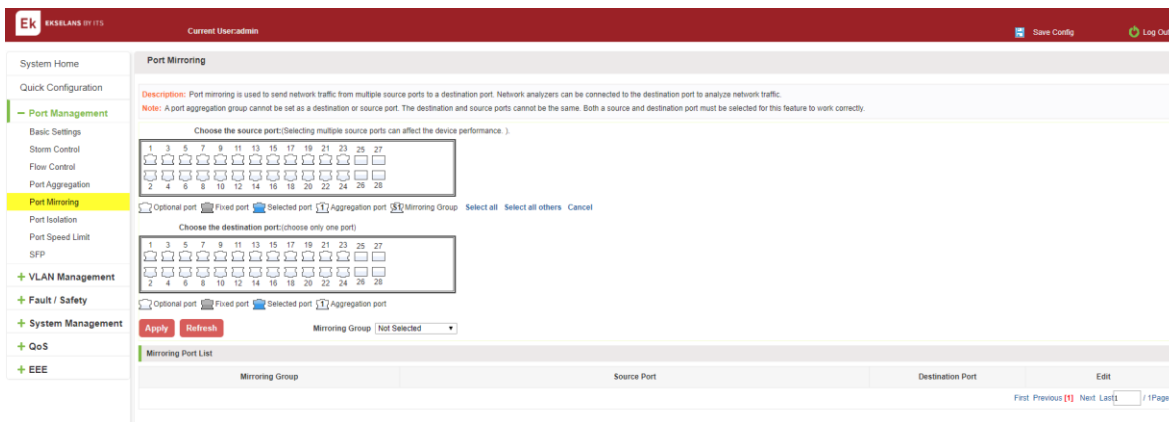 Ek EKSELANS BY ITS
Current User:admin
Save Config
Log Out
System Home
Quick Configuration
− Port Management
Basic Settings
Storm Control
Flow Control
Port Aggregation
Port Mirroring
Port Isolation
Port Speed Limit
SFP
+ VLAN Management
+ Fault / Safety
+ System Management
+ QoS
+ EEE
Port Mirroring
Description: Port mirroring is used to send network traffic from multiple source ports to a destination port. Network analyzers can be connected to the destination port to analyze network traffic.
Note: A port aggregation group cannot be set as a destination or source port. The destination and source ports cannot be the same. Both a source and destination port must be selected for this feature to work correctly.
Choose the source port:(Selecting multiple source ports can affect the device performance. ).
1 3 5 7 9 11 13 15 17 19 21 23 25 27
2 4 6 8 10 12 14 16 18 20 22 24 26 28
Optional port Fixed port Selected port 1 Aggregation port S1 Mirroring Group Select all Select all others Cancel
Choose the destination port:(choose only one port)
1 3 5 7 9 11 13 15 17 19 21 23 25 27
2 4 6 8 10 12 14 16 18 20 22 24 26 28
Optional port Fixed port Selected port 1 Aggregation port
Apply Refresh Mirroring Group Not Selected
Mirroring Port List
Mirroring Group Source Port Destination Port Edit
First Previous [1] Next Last 1 / 1Page